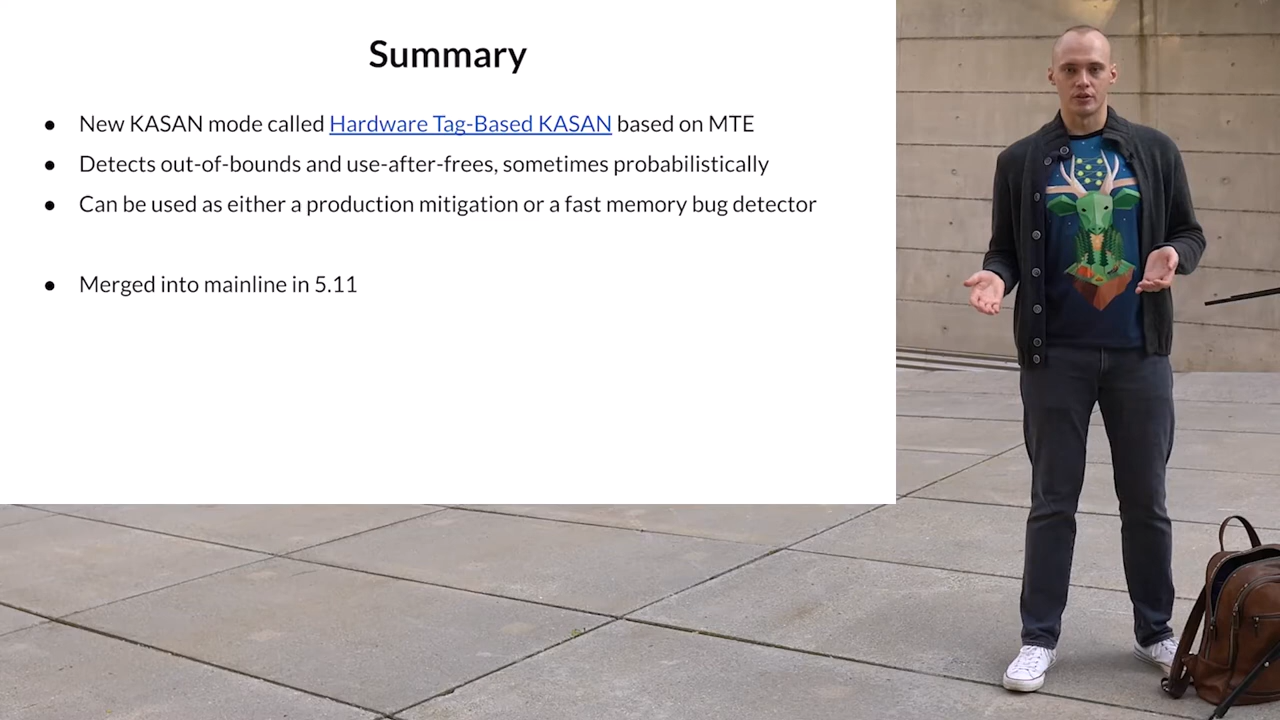 Summary
● New KASAN mode called Hardware Tag-Based KASAN based on MTE
● Detects out-of-bounds and use-after-frees, sometimes probabilistically
● Can be used as either a production mitigation or a fast memory bug detector
● Merged into mainline in 5.11